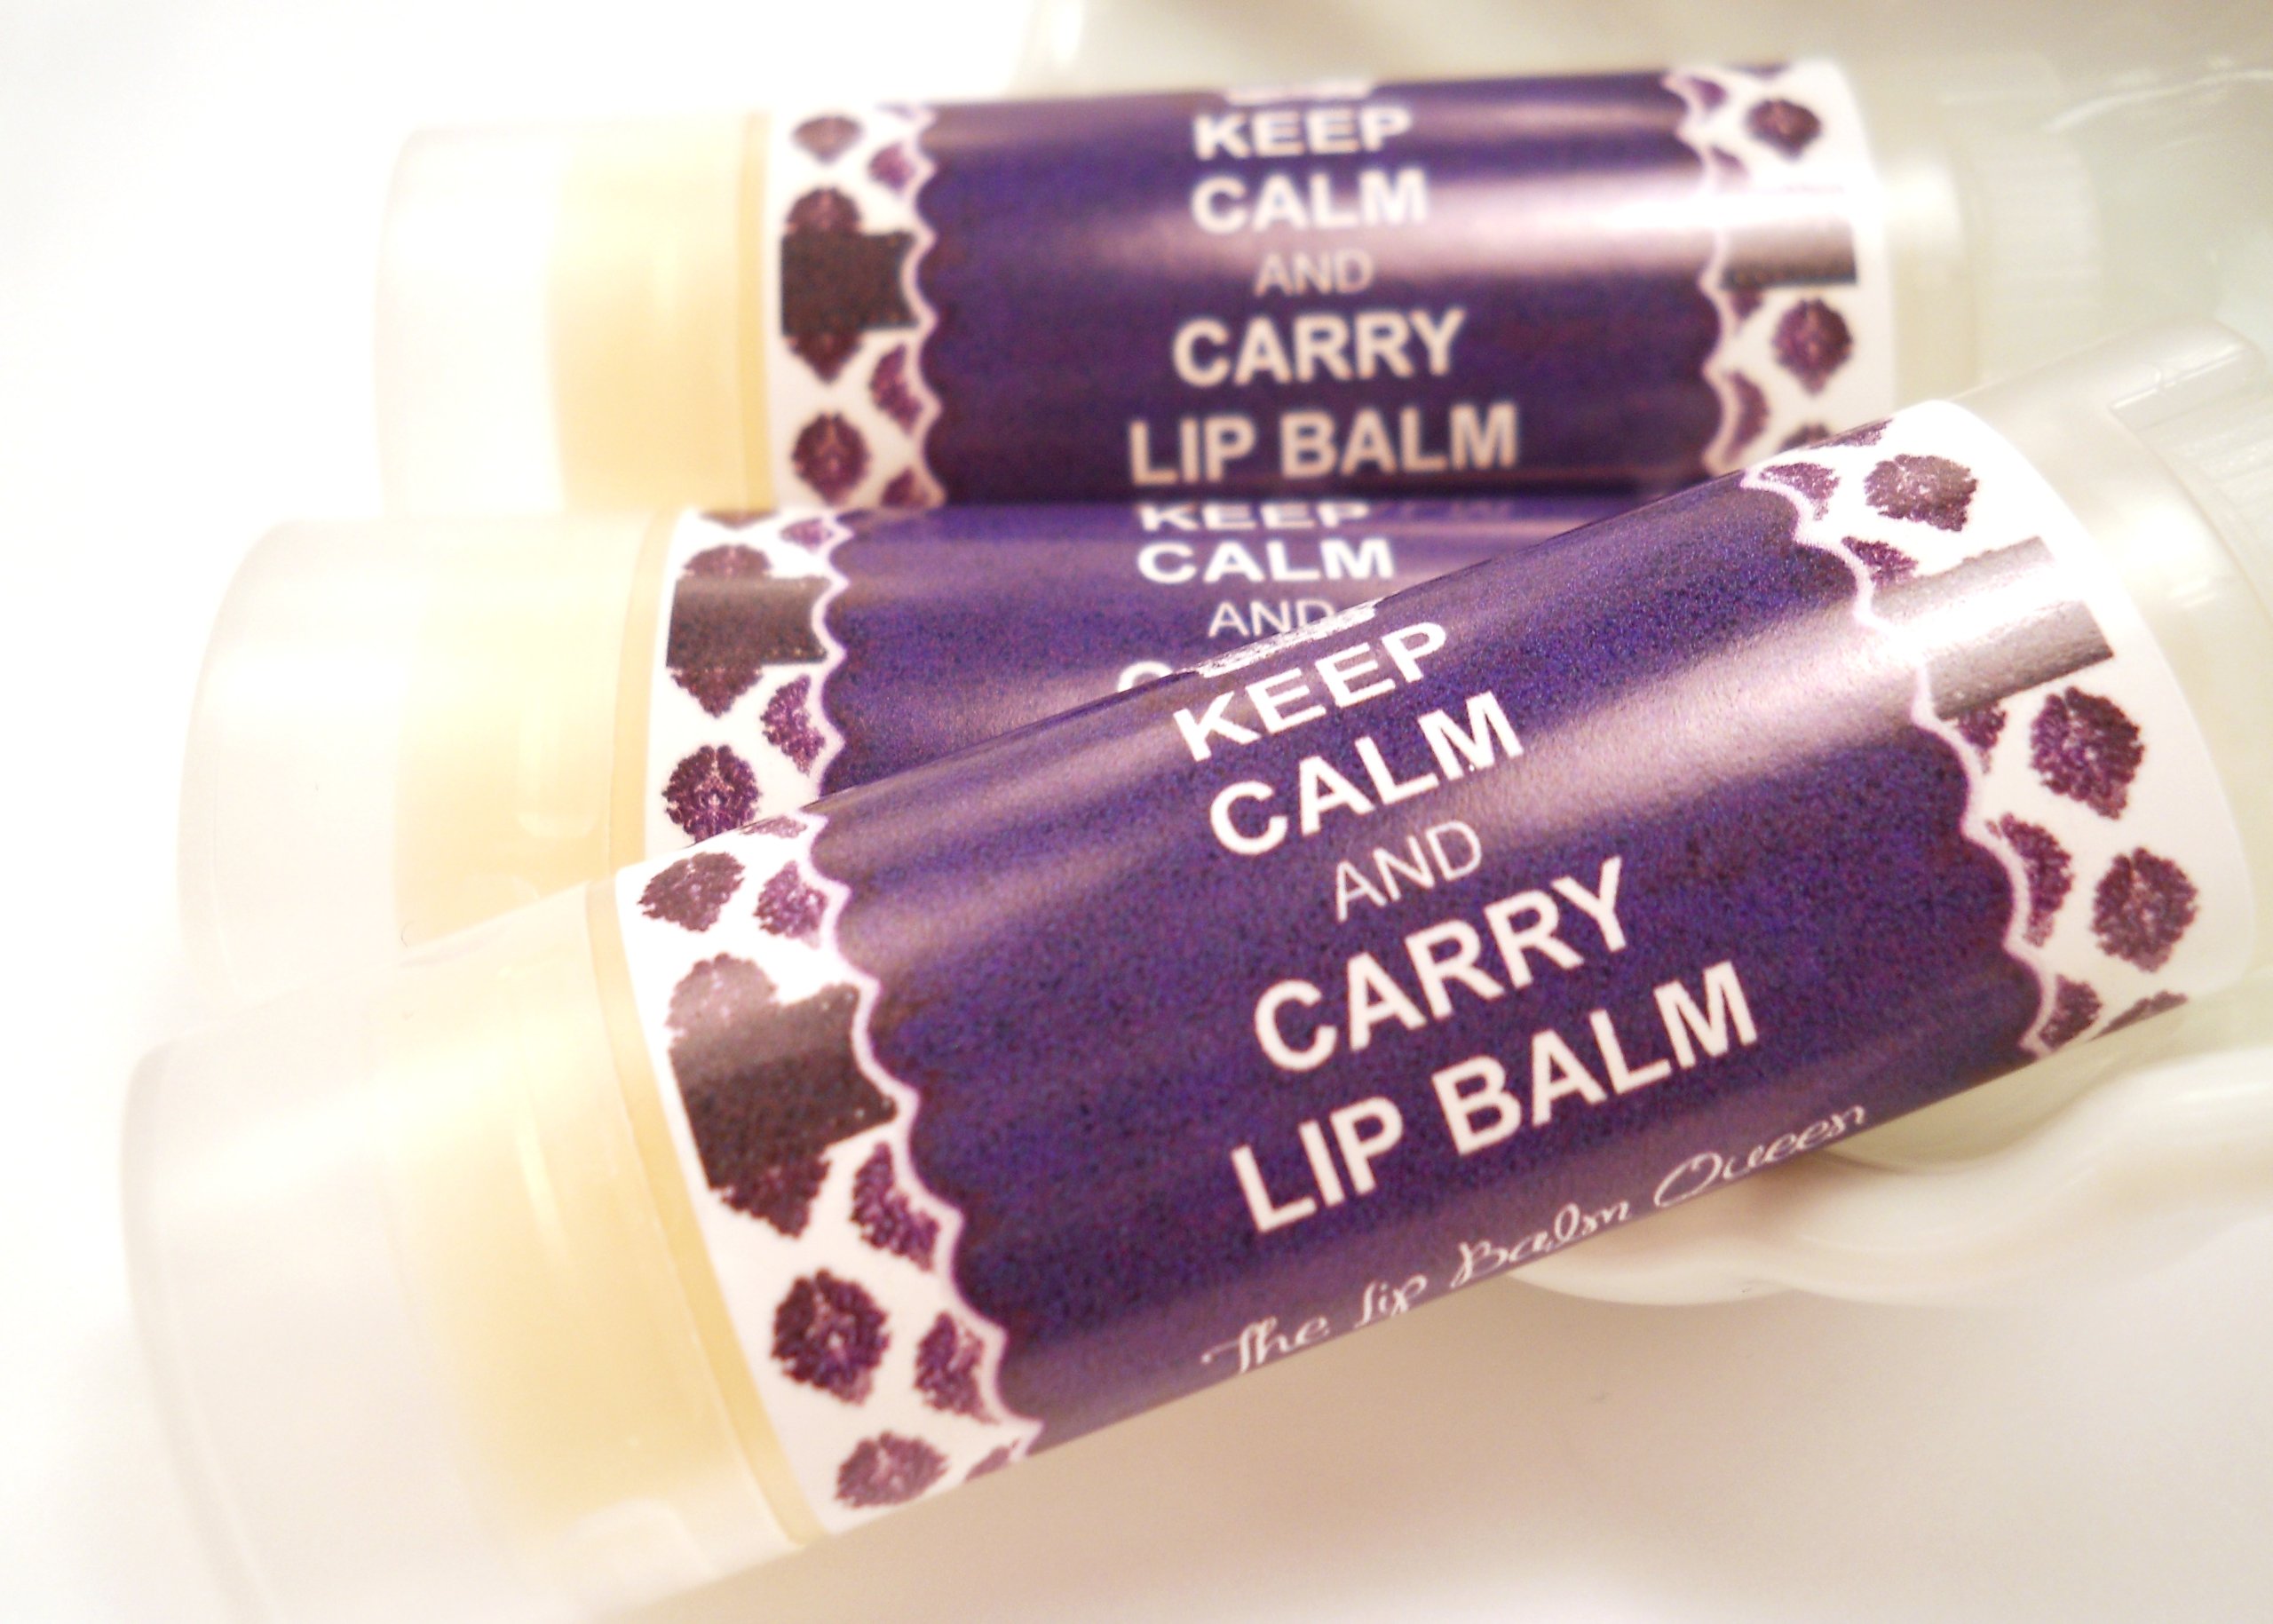 KEEP
CALM
AND
CARRY
LIP BALM
KEEP
CALM
AND
KEEP
CALM
AND
CARRY
LIP BALM
The Lip Balm Queen